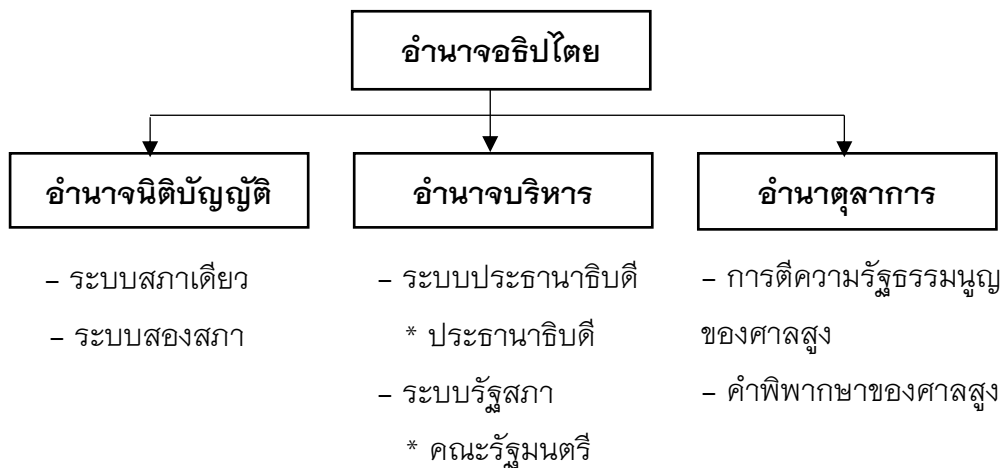 อำนาจอธิปไตย
อำนาจนิติบัญญัติ
– ระบบสภาเดียว
– ระบบสองสภา
อำนาจบริหาร
– ระบบประธานาธิบดี
* ประธานาธิบดี
– ระบบรัฐสภา
* คณะรัฐมนตรี
อำนาตุลาการ
– การตีความรัฐธรรมนูญ
ของศาลสูง
– คำพิพากษาของศาลสูง